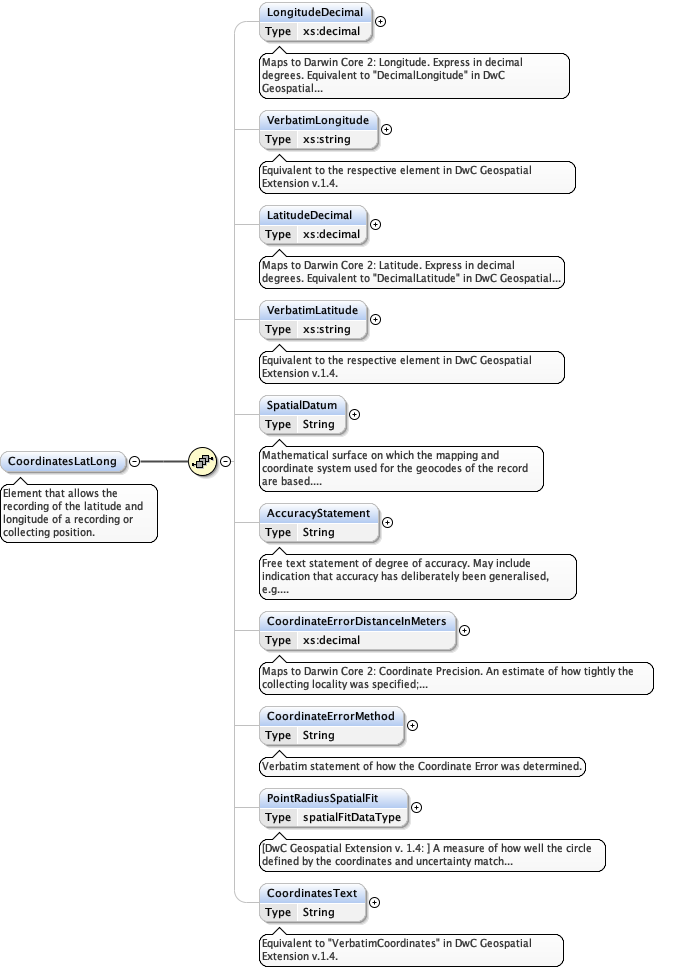 LongitudeDecimal
Type xs:decimal
Maps to Darwin Core 2: Longitude. Express in decimal
degrees. Equivalent to "DecimalLongitude" in DwC
Geospatial...
VerbatimLongitude
Type xs:string
Equivalent to the respective element in DwC Geospatial
Extension v.1.4.
LatitudeDecimal
Type xs:decimal
Maps to Darwin Core 2: Latitude. Express in decimal
degrees. Equivalent to "DecimalLatitude" in DwC Geospatial...
VerbatimLatitude
Type xs:string
Equivalent to the respective element in DwC Geospatial
Extension v.1.4.
SpatialDatum
Type String
Mathematical surface on which the mapping and
coordinate system used for the geocodes of the record
are based....
CoordinatesLatLong
Element that allows the
recording of the latitude and
longitude of a recording or
collecting position.
AccuracyStatement
Type String
Free text statement of degree of accuracy. May include
indication that accuracy has deliberately been generalised,
e.g....
CoordinateErrorDistanceInMeters
Type xs:decimal
Maps to Darwin Core 2: Coordinate Precision. An estimate of how tightly the
collecting locality was specified;...
CoordinateErrorMethod
Type String
Verbatim statement of how the Coordinate Error was determined.
PointRadiusSpatialFit
Type spatialFitDataType
[DwC Geospatial Extension v. 1.4: ] A measure of how well the circle
defined by the coordinates and uncertainty match...
CoordinatesText
Type String
Equivalent to "VerbatimCoordinates" in DwC Geospatial
Extension v.1.4.